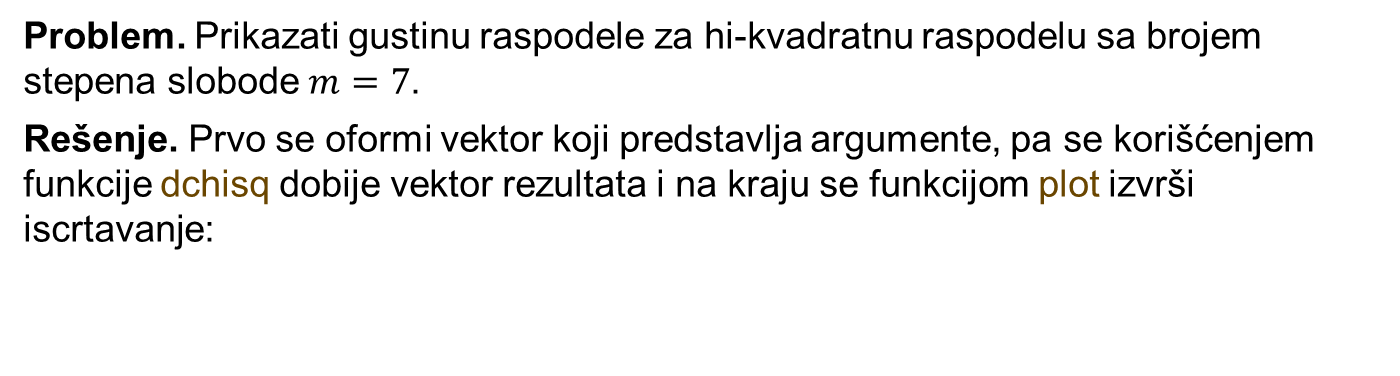 Problem. Prikazati gustinu raspodele za hi-kvadratnu raspodelu sa brojem
stepena slobode m = 7.
Rešenje. Prvo se oformi vektor koji predstavlja argumente, pa se korišćenjem
funkcije dchisq dobije vektor rezultata i na kraju se funkcijom plot izvrši
iscrtavanje: